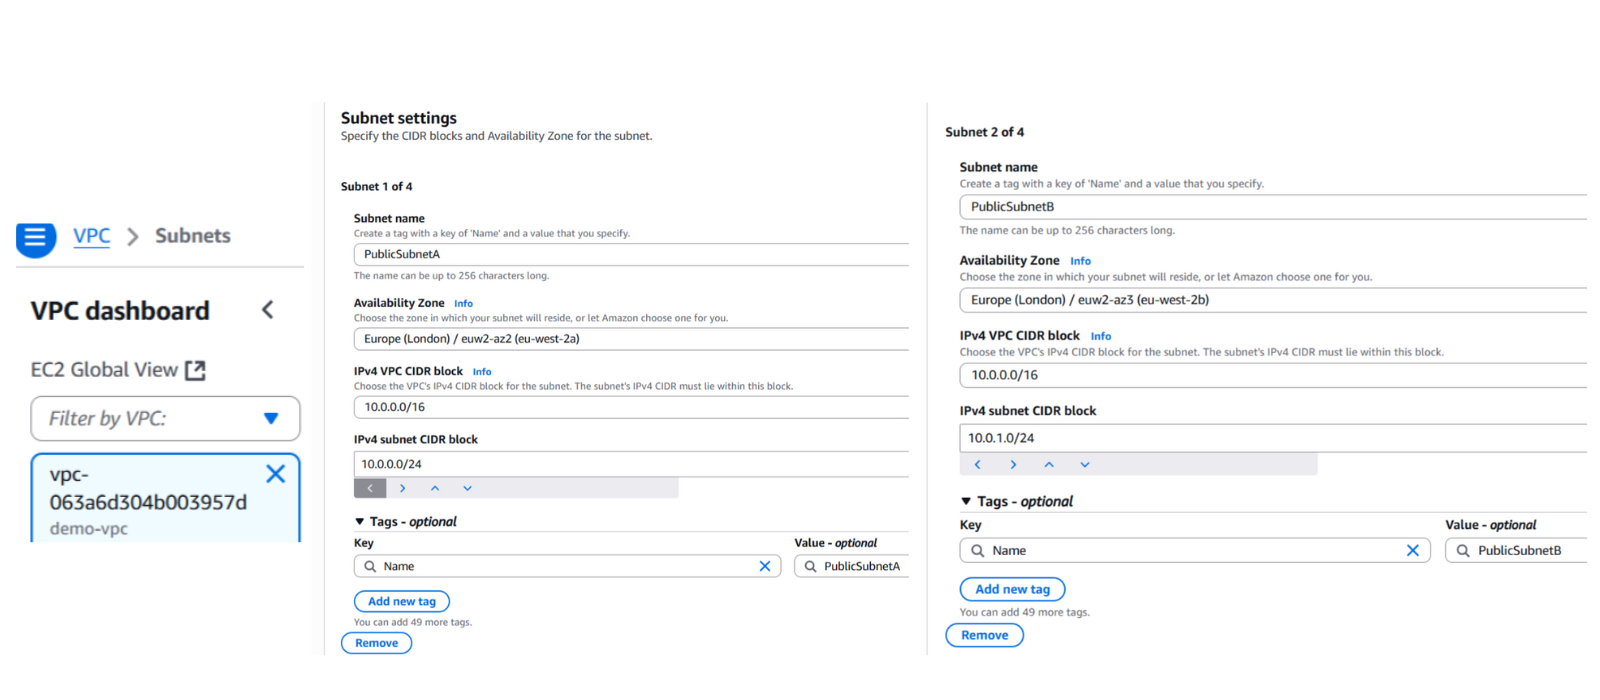 VPC > Subnets
VPC dashboard
EC2 Global View
Filter by VPC:
vpc-
063a6d304b003957d
demo-vpc
Subnet settings
Specify the CIDR blocks and Availability Zone for the subnet.
Subnet 1 of 4
Subnet name
Create a tag with a key of 'Name' and a value that you specify.
PublicSubnetA
The name can be up to 256 characters long.
Availability Zone Info
Choose the zone in which your subnet will reside, or let Amazon choose one for you.
Europe (London) / euw2-az2 (eu-west-2a)
IPv4 VPC CIDR block Info
Choose the VPC's IPv4 CIDR block for the subnet. The subnet's IPv4 CIDR must lie within this block.
10.0.0.0/16
IPv4 subnet CIDR block
10.0.0.0/24
Tags - optional
Key Value - optional
Name PublicSubnetA
Add new tag
You can add 49 more tags.
Remove
Subnet 2 of 4
Subnet name
Create a tag with a key of 'Name' and a value that you specify.
PublicSubnetB
The name can be up to 256 characters long.
Availability Zone Info
Choose the zone in which your subnet will reside, or let Amazon choose one for you.
Europe (London) / euw2-az3 (eu-west-2b)
IPv4 VPC CIDR block Info
Choose the VPC's IPv4 CIDR block for the subnet. The subnet's IPv4 CIDR must lie within this block.
10.0.0.0/16
IPv4 subnet CIDR block
10.0.1.0/24
Tags - optional
Key Value - optional
Name PublicSubnetB
Add new tag
You can add 49 more tags.
Remove